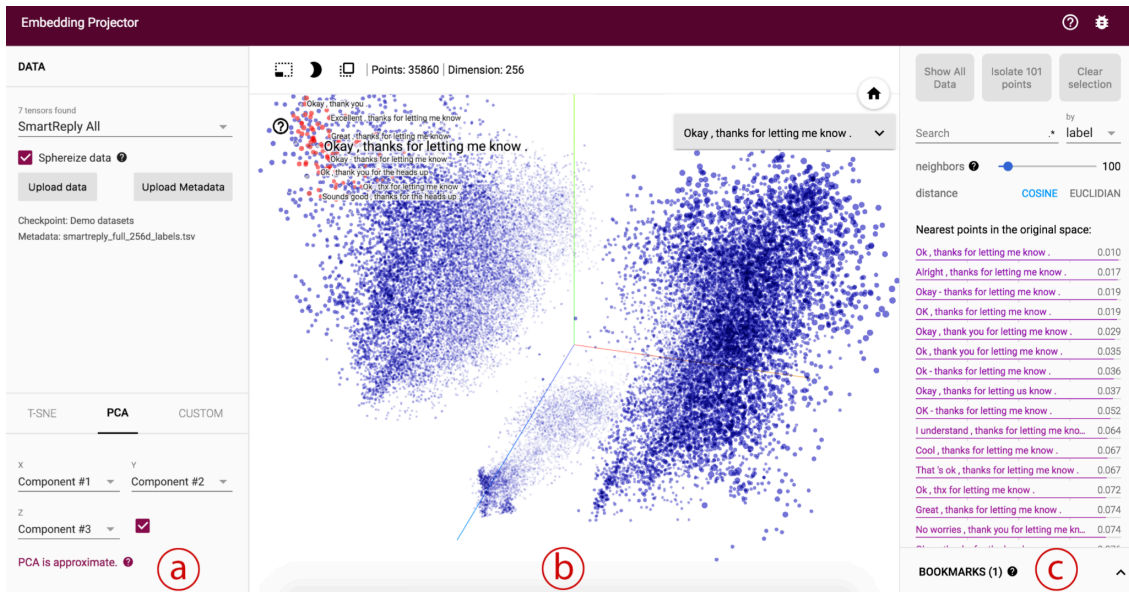 Embedding Projector
DATA
7 tensors found
SmartReply All
Sphereize data
Upload data
Upload Metadata
Checkpoint: Demo datasets
Metadata: smartreply_full_256d_labels.tsv
T-SNE
PCA
CUSTOM
X
Y
Component #1
Component #2
Z
Component #3
PCA is approximate.
a
Points: 35860
Dimension: 256
Okay , thank you
Excellent , thanks for letting me know
Great , thanks for letting me know
Okay , thanks for letting me know .
Okay - thanks for letting me know
Ok , thank you for the heads up
Ok , thx for letting me know
Sounds good , thanks for the heads up
Okay , thanks for letting me know .
b
Show All Data
Isolate 101 points
Clear selection
by
Search
.*
label
neighbors
100
distance
COSINE
EUCLIDIAN
Nearest points in the original space:
Ok , thanks for letting me know . 0.010
Alright , thanks for letting me know . 0.017
Okay - thanks for letting me know . 0.019
OK , thanks for letting me know . 0.019
Okay , thank you for letting me know . 0.029
Ok , thank you for letting me know . 0.035
Ok - thanks for letting me know . 0.036
Okay , thanks for letting us know . 0.037
OK - thanks for letting me know . 0.052
I understand , thanks for letting me kno... 0.064
Cool , thanks for letting me know . 0.067
That 's ok , thanks for letting me know . 0.067
Ok , thx for letting me know . 0.072
Great , thanks for letting me know . 0.074
No worries , thank you for letting me kn... 0.074
BOOKMARKS (1)
c